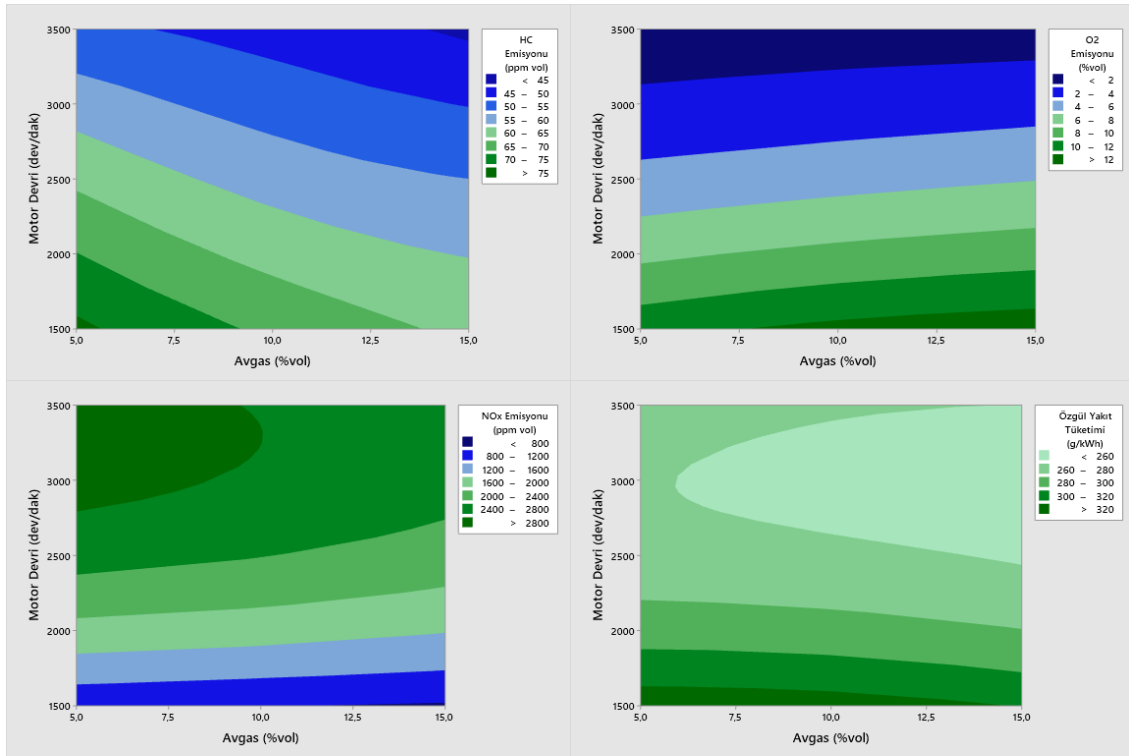 HC
Emisyonu
(ppm vol)
< 45
45 – 50
50 – 55
55 – 60
60 – 65
65 – 70
70 – 75
> 75
3500
3000
2500
2000
1500
Motor Devri (dev/dak)
5,0 7,5 10,0 12,5 15,0
Avgas (%vol)
O2
Emisyonu
(%vol)
< 2
2 – 4
4 – 6
6 – 8
8 – 10
10 – 12
> 12
3500
3000
2500
2000
1500
Motor Devri (dev/dak)
5,0 7,5 10,0 12,5 15,0
Avgas (%vol)
NOx Emisyonu
(ppm vol)
< 800
800 – 1200
1200 – 1600
1600 – 2000
2000 – 2400
2400 – 2800
> 2800
3500
3000
2500
2000
1500
Motor Devri (dev/dak)
5,0 7,5 10,0 12,5 15,0
Avgas (%vol)
Özgül Yakıt
Tüketimi
(g/kWh)
< 260
260 – 280
280 – 300
300 – 320
> 320
3500
3000
2500
2000
1500
Motor Devri (dev/dak)
5,0 7,5 10,0 12,5 15,0
Avgas (%vol)